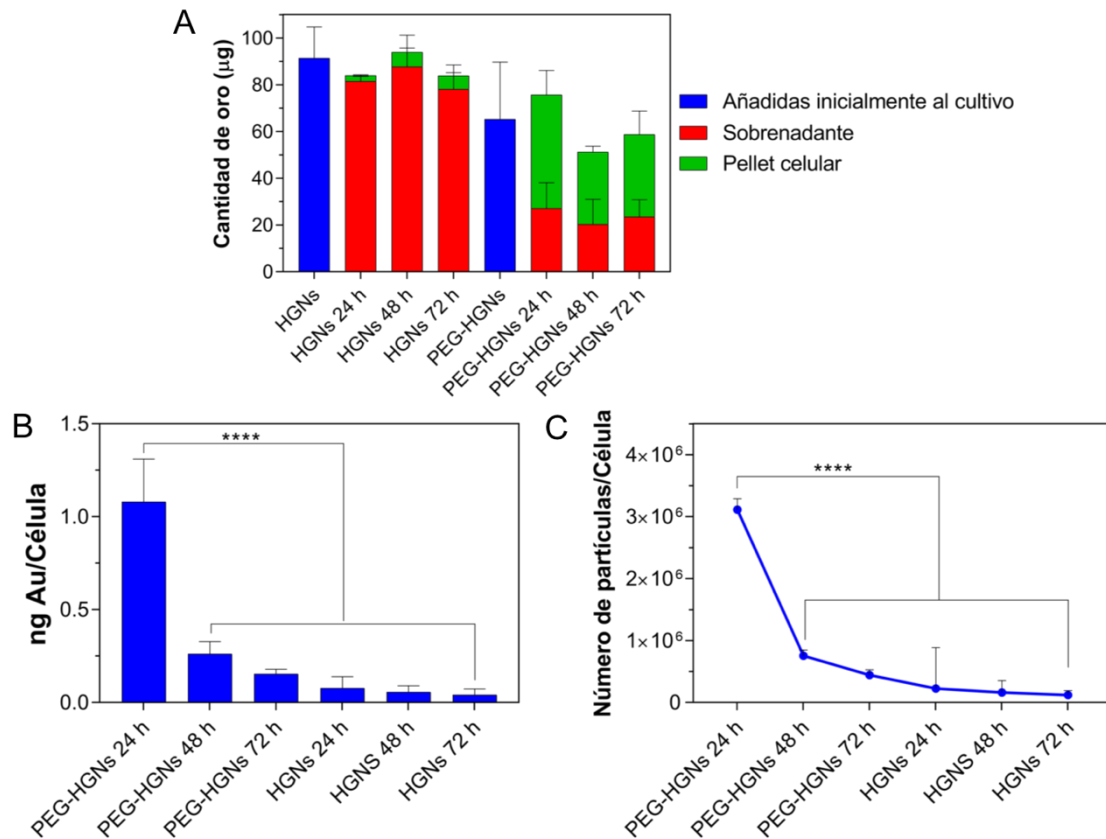 A
Cantidad de oro (µg)
100
80
60
40
20
0
HGNs
HGNs 24 h
HGNs 48 h
HGNs 72 h
PEG-HGNs
PEG-HGNs 24 h
PEG-HGNs 48 h
PEG-HGNs 72 h
Añadidas inicialmente al cultivo
Sobrenadante
Pellet celular
B
ng Au/Célula
1.5
1.0
0.5
0.0
****
PEG-HGNs 24 h
PEG-HGNs 48 h
PEG-HGNs 72 h
HGNs 24 h
HGNS 48 h
HGNs 72 h
C
Número de partículas/Célula
4×10⁶
3×10⁶
2×10⁶
1×10⁶
0
****
PEG-HGNs 24 h
PEG-HGNs 48 h
PEG-HGNs 72 h
HGNs 24 h
HGNS 48 h
HGNs 72 h